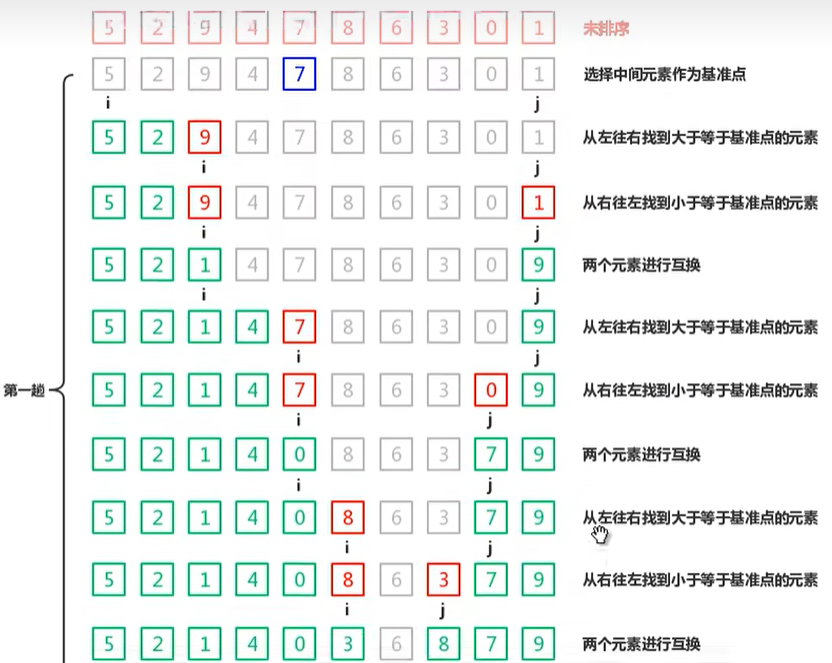 5 2 9 4 7 8 6 3 0 1 未排序
5 2 9 4 7 8 6 3 0 1 选择中间元素作为基准点
i j
5 2 9 4 7 8 6 3 0 1 从左往右找到大于等于基准点的元素
i j
5 2 9 4 7 8 6 3 0 1 从右往左找到小于等于基准点的元素
i j
5 2 1 4 7 8 6 3 0 9 两个元素进行互换
i j
5 2 1 4 7 8 6 3 0 9 从左往右找到大于等于基准点的元素
i j
第一趟
5 2 1 4 7 8 6 3 0 9 从右往左找到小于等于基准点的元素
i j
5 2 1 4 0 8 6 3 7 9 两个元素进行互换
i j
5 2 1 4 0 8 6 3 7 9 从左往右找到大于等于基准点的元素
i j
5 2 1 4 0 8 6 3 7 9 从右往左找到小于等于基准点的元素
i j
5 2 1 4 0 3 6 8 7 9 两个元素进行互换